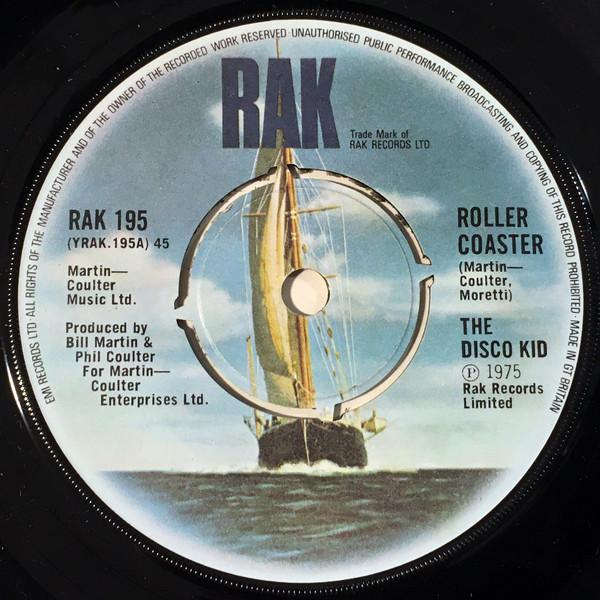 EMI RECORDS LTD·ALL RIGHTS OF THE MANUFACTURER AND OF THE OWNER OF THE RECORDED WORK RESERVED·UNAUTHORISED PUBLIC PERFORMANCE BROADCASTING AND COPYING OF THIS RECORD PROHIBITED·MADE IN GT BRITAIN
RAK
Trade Mark of
RAK RECORDS LTD.
RAK 195
(YRAK.195A) 45
Martin—
Coulter
Music Ltd.
Produced by
Bill Martin &
Phil Coulter
For Martin—
Coulter
Enterprises Ltd.
ROLLER
COASTER
(Martin—
Coulter,
Moretti)
THE
DISCO KID
℗ 1975
Rak Records
Limited